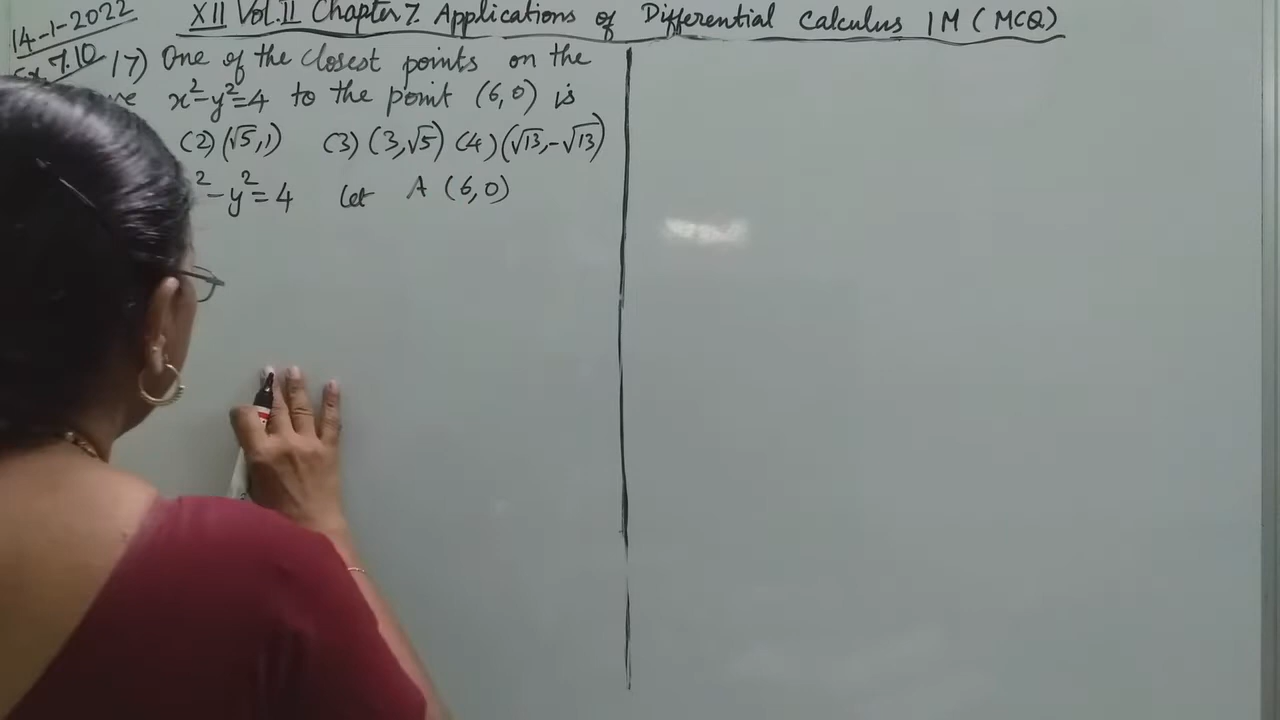 XII Vol.II Chapter 7. Applications of Differential Calculus 1M (MCQ)
14-1-2022
Ex 7.10
17) One of the closest points on the
x²-y²=4 to the point (6,0) is
(2) (√5,1) (3) (3,√5) (4) (√13,-√13)
²-y²=4 let A (6,0)